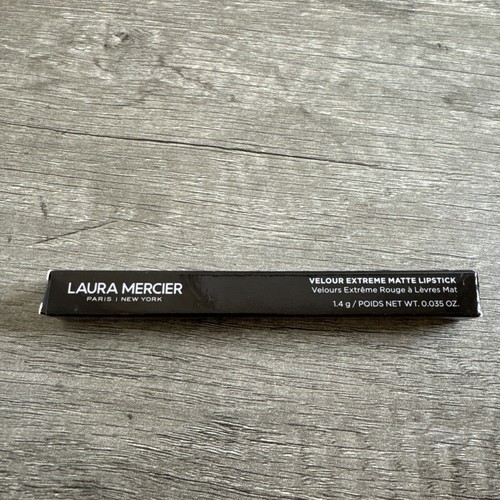 LAURA MERCIER
PARIS | NEW YORK
VELOUR EXTREME MATTE LIPSTICK
Velours Extrême Rouge à Lèvres Mat
1.4 g / POIDS NET WT. 0.035 OZ.